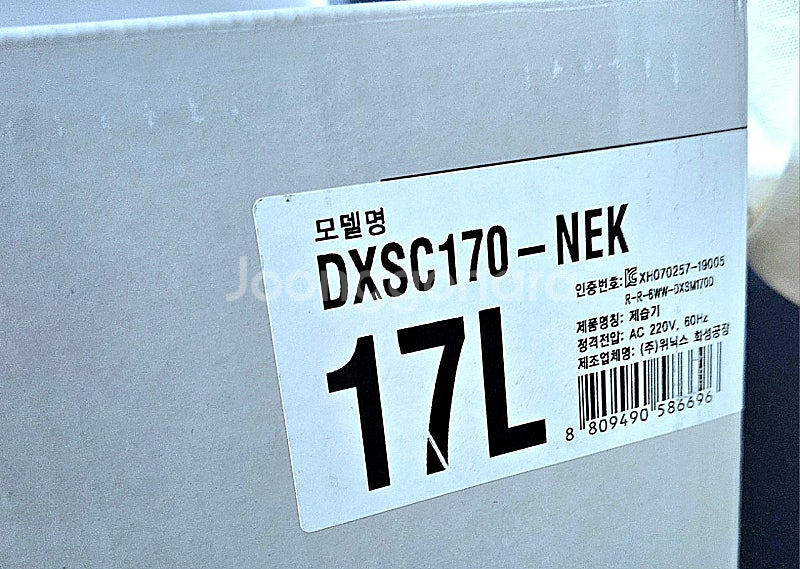 모델명
DXSC170-NEK
17L
인증번호: XH070257-19005
R-R-6WW-DXSM170D
제품명칭: 제습기
정격전압: AC 220V, 60Hz
제조업체명: (주)위닉스 화성공장
8 809490 586696
Joonggonara